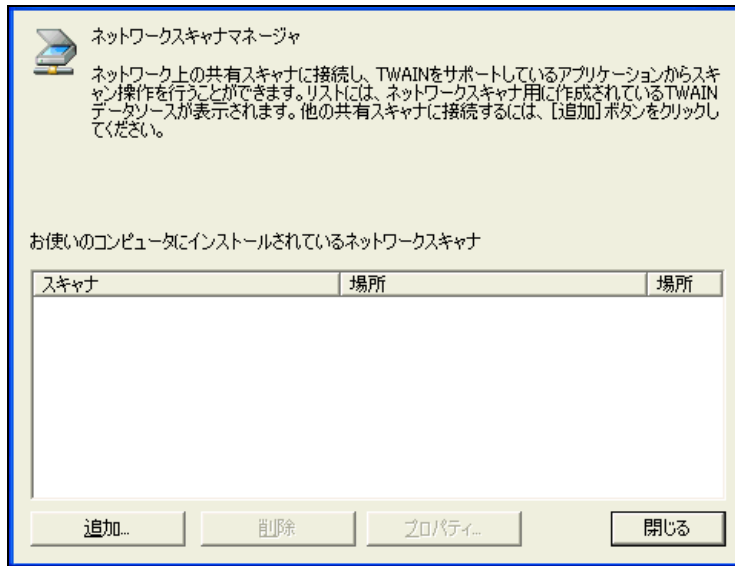 ネットワークスキャナマネージャ
ネットワーク上の共有スキャナに接続し、TWAINをサポートしているアプリケーションからスキ
ャン操作を行うことができます。リストには、ネットワークスキャナ用に作成されているTWAIN
データソースが表示されます。他の共有スキャナに接続するには、[追加]ボタンをクリックし
てください。
お使いのコンピュータにインストールされているネットワークスキャナ
スキャナ 場所 場所
追加... 削除 プロパティ... 閉じる